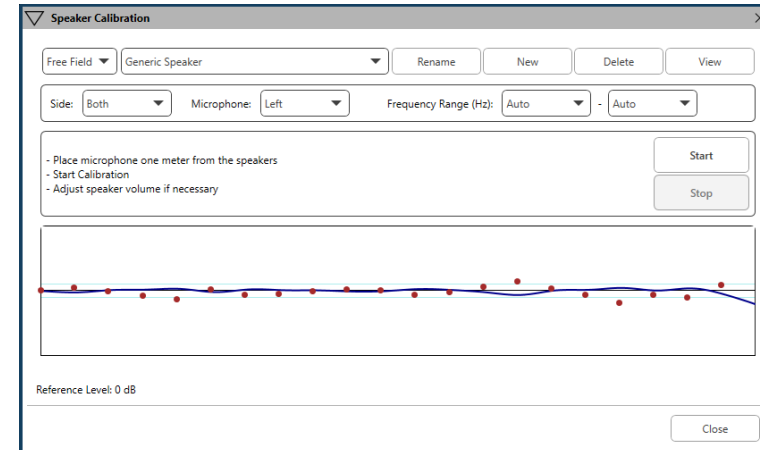 Speaker Calibration
Free Field Generic Speaker Rename New Delete View
Side: Both Microphone: Left Frequency Range (Hz): Auto - Auto
- Place microphone one meter from the speakers
- Start Calibration
- Adjust speaker volume if necessary
Start
Stop
Reference Level: 0 dB
Close